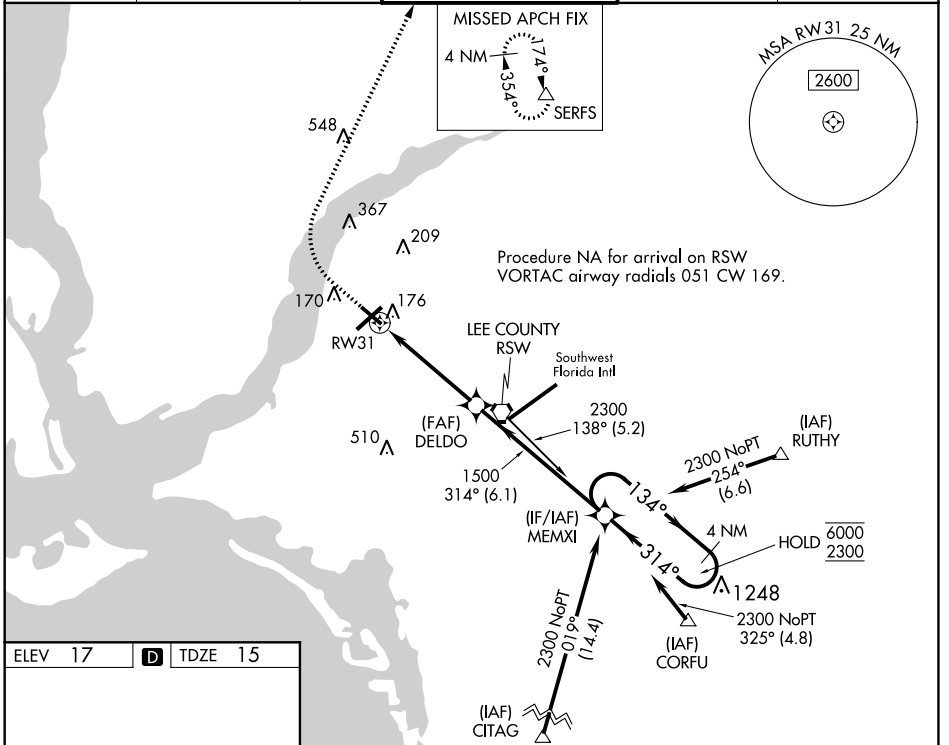 MISSED APCH FIX
4 NM
174°
354°
SERFS
MSA RW31 25 NM
2600
548
367
209
Procedure NA for arrival on RSW
VORTAC airway radials 051 CW 169.
170
176
RW31
LEE COUNTY
RSW
Southwest
Florida Intl
(FAF)
DELDO
2300
138° (5.2)
510
1500
314° (6.1)
(IAF)
RUTHY
2300 NoPT
254°
(6.6)
(IF/IAF)
MEMXI
134°
4 NM
314°
HOLD
6000
2300
1248
2300 NoPT
325° (4.8)
(IAF)
CORFU
2300 NoPT
019°
(14.4)
(IAF)
CITAG
ELEV 17 D TDZE 15